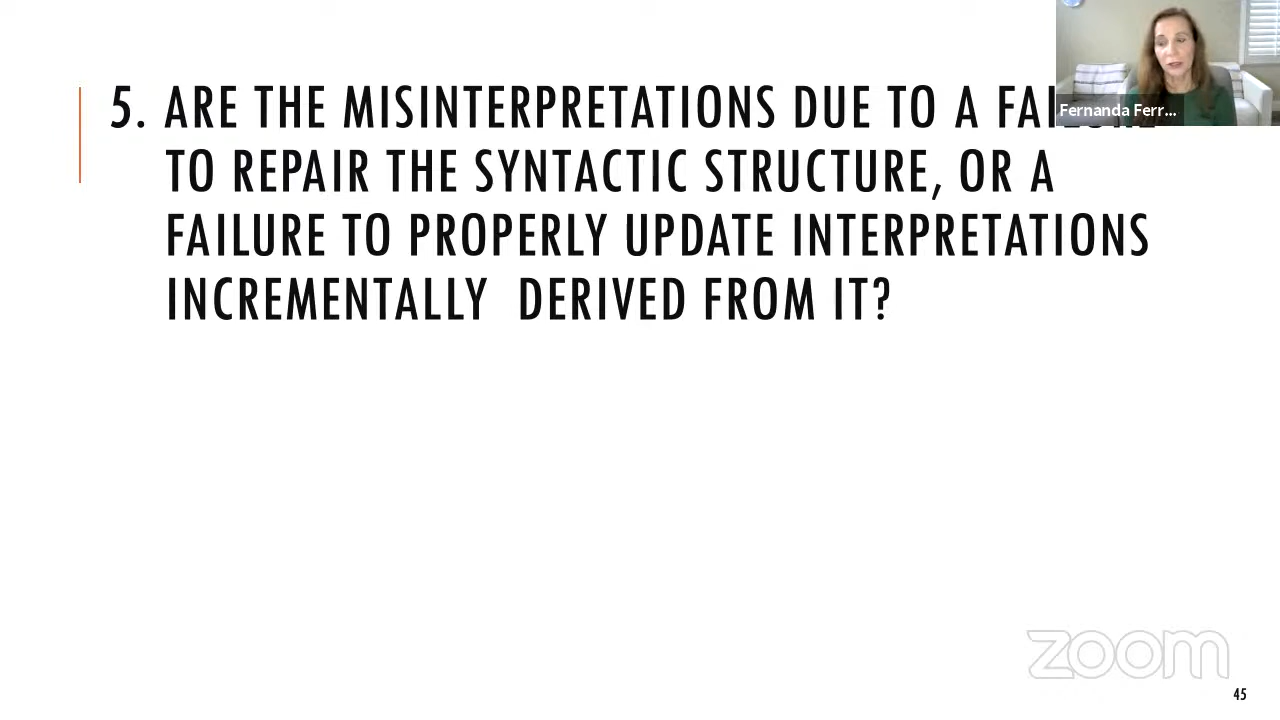 5. ARE THE MISINTERPRETATIONS DUE TO A
TO REPAIR THE SYNTACTIC STRUCTURE, OR A
FAILURE TO PROPERLY UPDATE INTERPRETATIONS
INCREMENTALLY DERIVED FROM IT?
Fernanda Ferr...
zoom
45